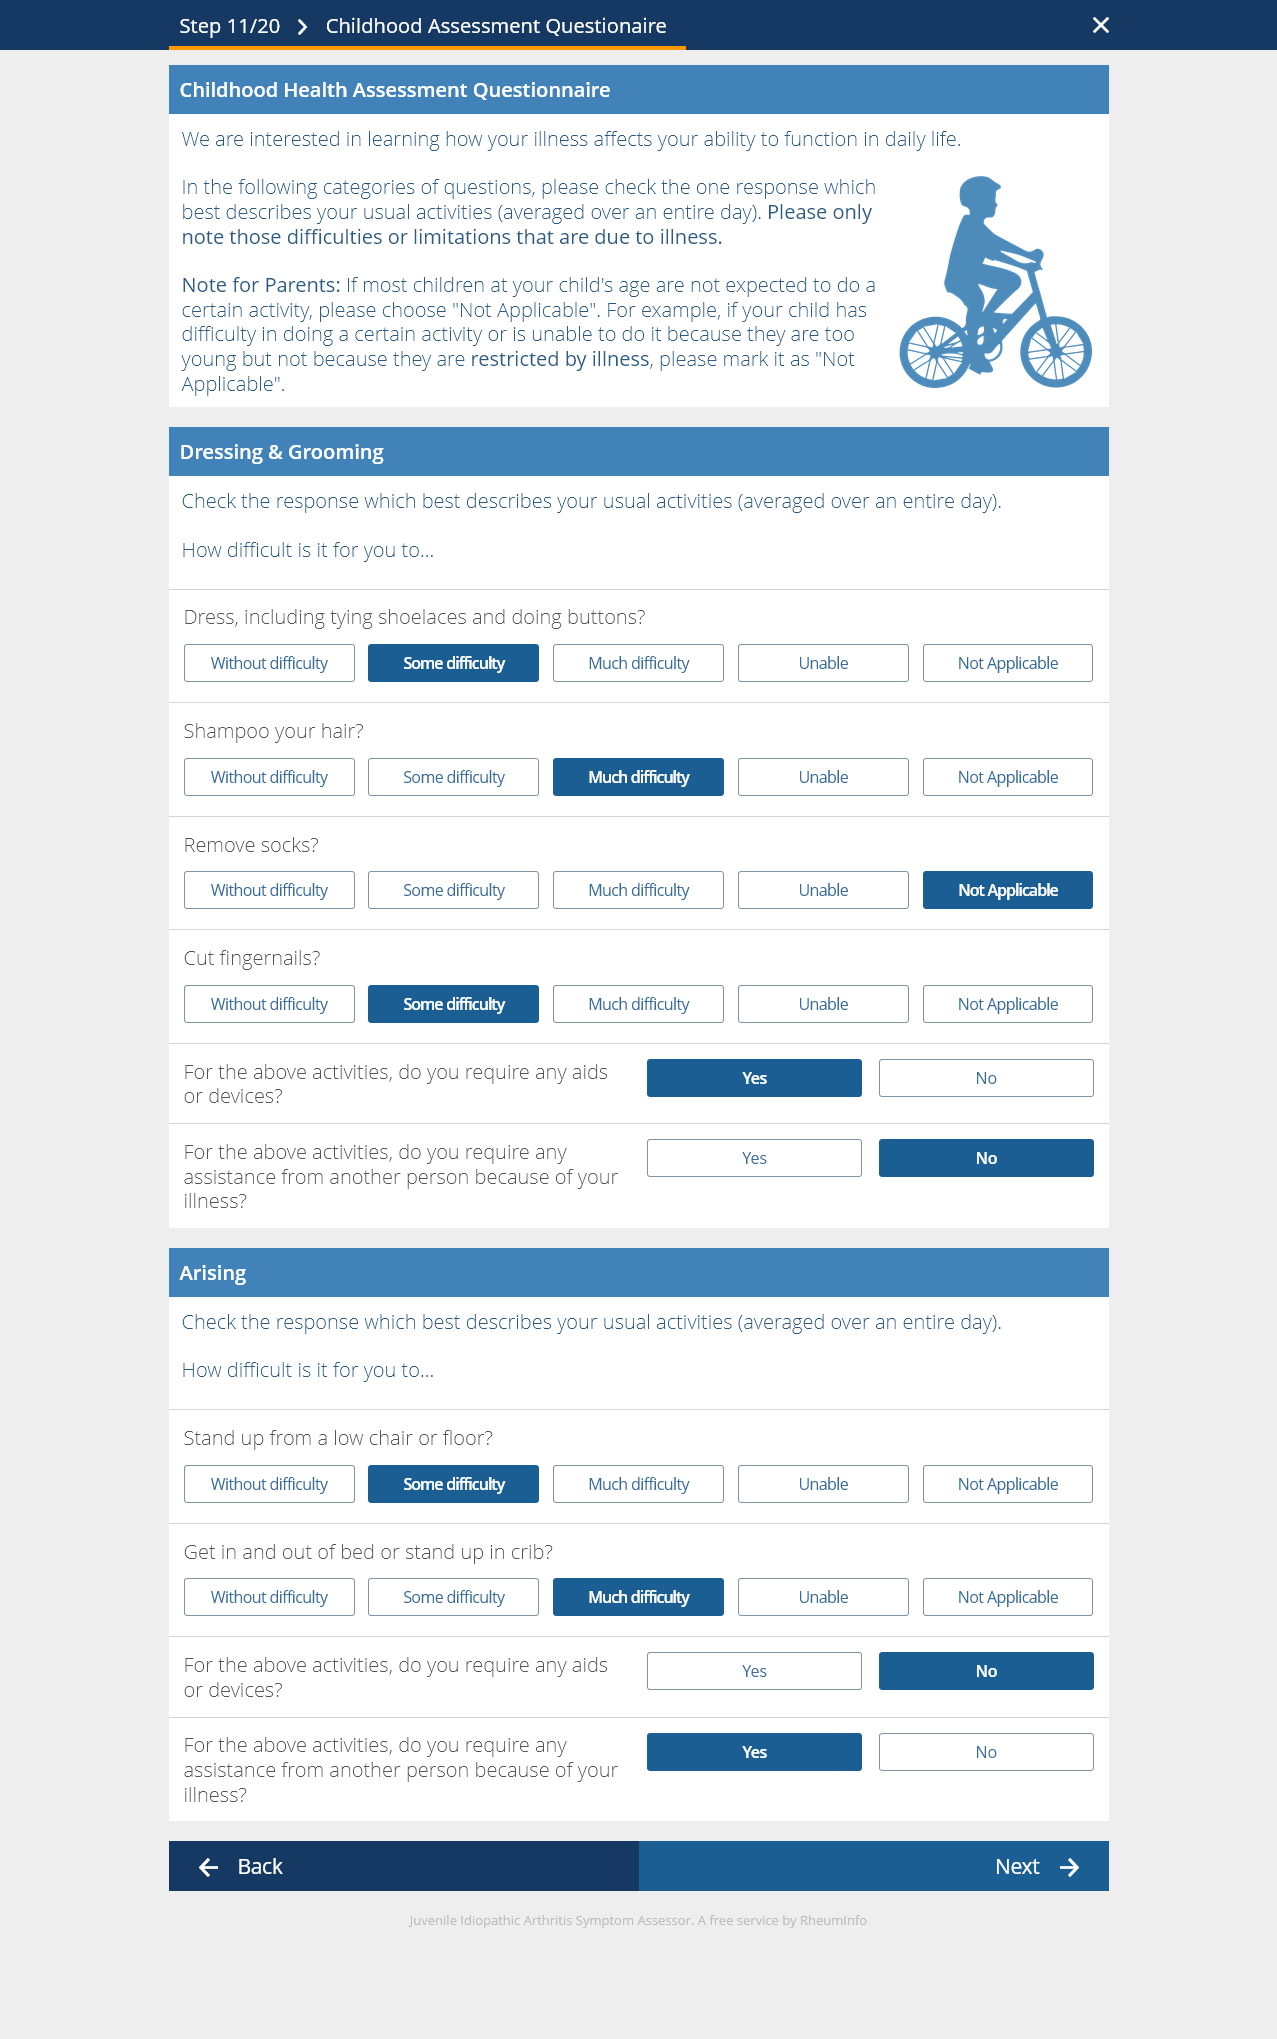 Step 11/20 Childhood Assessment Questionaire
Childhood Health Assessment Questionnaire
We are interested in learning how your illness affects your ability to function in daily life.
In the following categories of questions, please check the one response which
best describes your usual activities (averaged over an entire day). Please only
note those difficulties or limitations that are due to illness.
Note for Parents: If most children at your child's age are not expected to do a
certain activity, please choose "Not Applicable". For example, if your child has
difficulty in doing a certain activity or is unable to do it because they are too
young but not because they are restricted by illness, please mark it as "Not
Applicable".
Dressing & Grooming
Check the response which best describes your usual activities (averaged over an entire day).
How difficult is it for you to...
Dress, including tying shoelaces and doing buttons?
Without difficulty Some difficulty Much difficulty Unable Not Applicable
Shampoo your hair?
Without difficulty Some difficulty Much difficulty Unable Not Applicable
Remove socks?
Without difficulty Some difficulty Much difficulty Unable Not Applicable
Cut fingernails?
Without difficulty Some difficulty Much difficulty Unable Not Applicable
For the above activities, do you require any aids
or devices?
Yes No
For the above activities, do you require any
assistance from another person because of your
illness?
Yes No
Arising
Check the response which best describes your usual activities (averaged over an entire day).
How difficult is it for you to...
Stand up from a low chair or floor?
Without difficulty Some difficulty Much difficulty Unable Not Applicable
Get in and out of bed or stand up in crib?
Without difficulty Some difficulty Much difficulty Unable Not Applicable
For the above activities, do you require any aids
or devices?
Yes No
For the above activities, do you require any
assistance from another person because of your
illness?
Yes No
Back Next
Juvenile Idiopathic Arthritis Symptom Assessor. A free service by RheumInfo